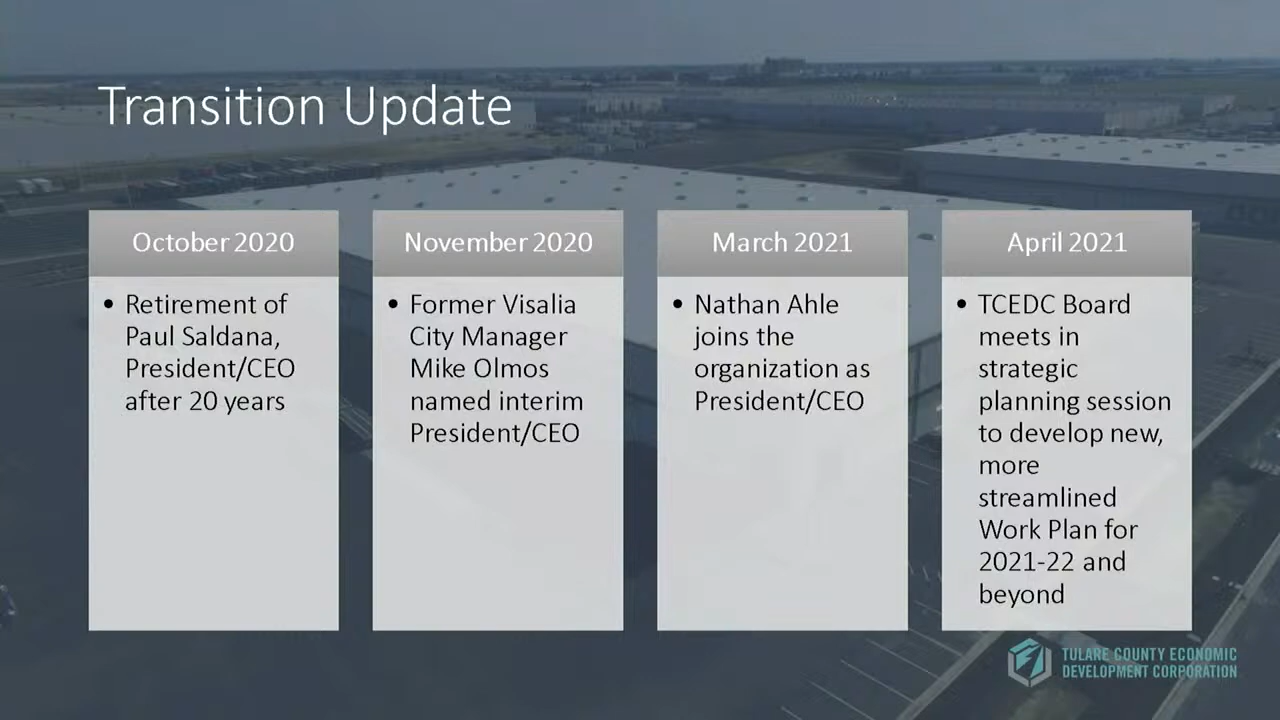 Transition Update
October 2020
• Retirement of
Paul Saldana,
President/CEO
after 20 years
November 2020
• Former Visalia
City Manager
Mike Olmos
named interim
President/CEO
March 2021
• Nathan Ahle
joins the
organization as
President/CEO
April 2021
• TCEDC Board
meets in
strategic
planning session
to develop new,
more
streamlined
Work Plan for
2021-22 and
beyond
TULARE COUNTY ECONOMIC
DEVELOPMENT CORPORATION